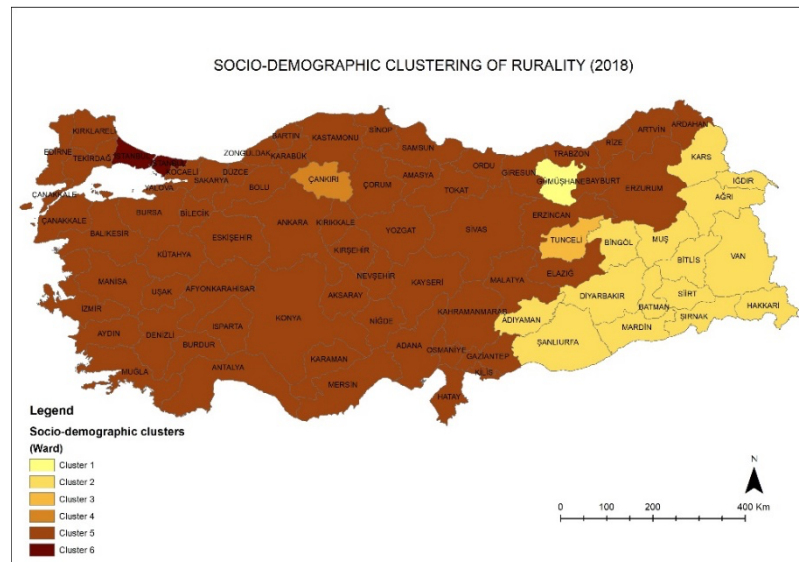 SOCIO-DEMOGRAPHIC CLUSTERING OF RURALITY (2018)
KIRKLARELİ
EDİRNE
TEKİRDAĞ
KOCAELİ
YALOVA
SAKARYA
DÜZCE
ZONGULDAK
BARTIN
KARABÜK
KASTAMONU
SİNOP
SAMSUN
BOLU
ÇANKIRI
ÇORUM
AMASYA
TOKAT
ORDU
GİRESUN
TRABZON
GÜMÜŞHANE
BAYBURT
RİZE
ARTVİN
ARDAHAN
KARS
IĞDIR
AĞRI
ERZURUM
ERZİNCAN
ÇANAKKALE
ÇANAKKALE
BALIKESİR
BURSA
BİLECİK
ESKİŞEHİR
KÜTAHYA
ANKARA
KIRIKKALE
YOZGAT
SİVAS
TUNCELİ
BİNGÖL
MUŞ
BİTLİS
VAN
MANİSA
UŞAK
AFYONKARAHİSAR
KIRŞEHİR
NEVŞEHİR
KAYSERİ
MALATYA
ELAZIĞ
DİYARBAKIR
BATMAN
SİİRT
ŞIRNAK
HAKKARİ
İZMİR
AYDIN
DENİZLİ
ISPARTA
BURDUR
KONYA
AKSARAY
NİĞDE
KAHRAMANMARAŞ
ADIYAMAN
ŞANLIURFA
MARDİN
MUĞLA
ANTALYA
KARAMAN
MERSİN
ADANA
OSMANİYE
GAZİANTEP
KİLİS
HATAY
Legend
Socio-demographic clusters
(Ward)
Cluster 1
Cluster 2
Cluster 3
Cluster 4
Cluster 5
Cluster 6
N
0 50 100 200 300 400 Km